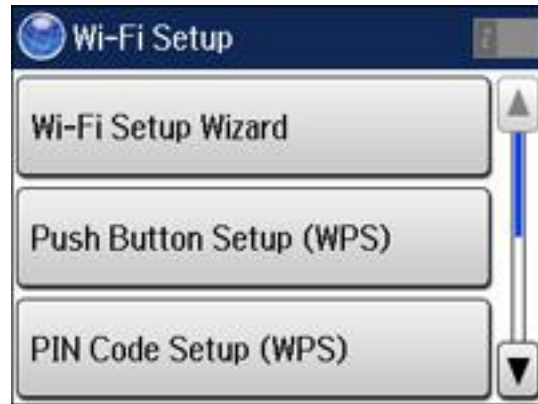 Wi-Fi Setup
Wi-Fi Setup Wizard
Push Button Setup (WPS)
PIN Code Setup (WPS)